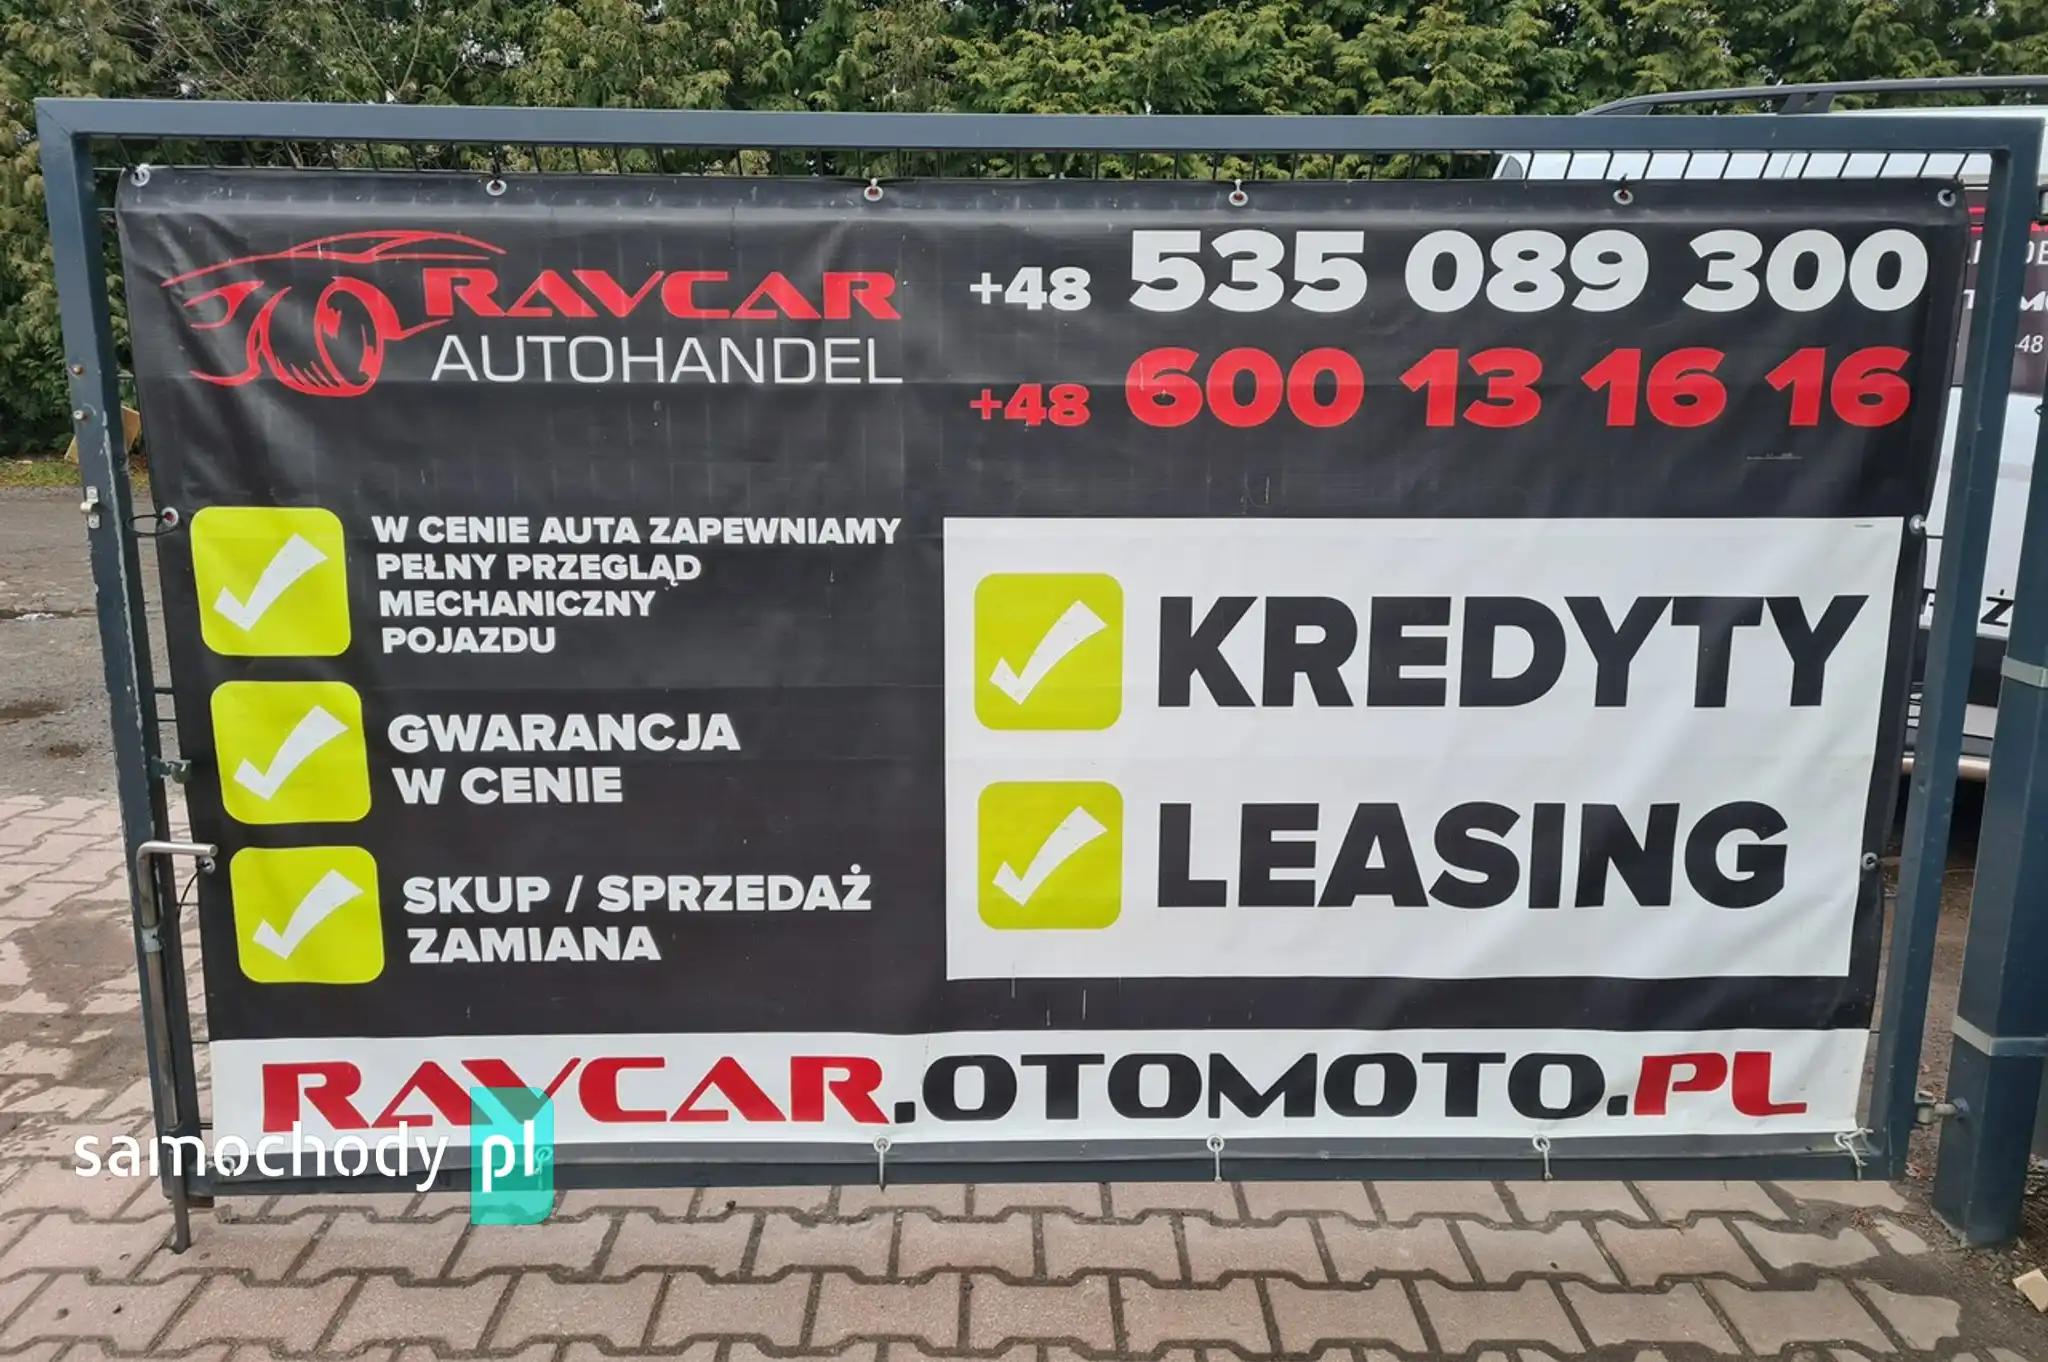 RAVCAR
AUTOHANDEL
+48 535 089 300
+48 600 13 16 16
W CENIE AUTA ZAPEWNIAMY
PEŁNY PRZEGLĄD
MECHANICZNY
POJAZDU
GWARANCJA
W CENIE
SKUP / SPRZEDAŻ
ZAMIANA
KREDYTY
LEASING
RAVCAR.OTOMOTO.PL
samochody pl
48